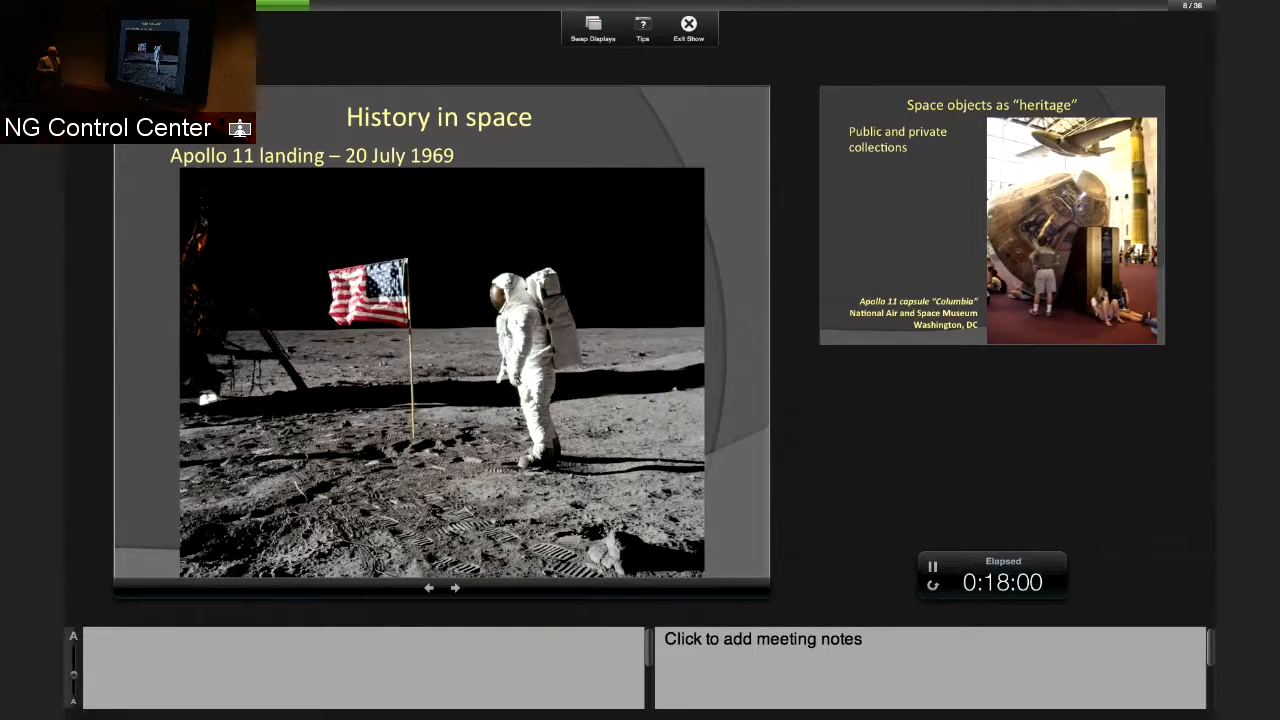 8 / 36
Swap Displays
?
Tips
Exit Show
NG Control Center
History in space
Apollo 11 landing – 20 July 1969
Space objects as “heritage”
Public and private
collections
Apollo 11 capsule “Columbia”
National Air and Space Museum
Washington, DC
Elapsed
0:18:00
A
A
Click to add meeting notes